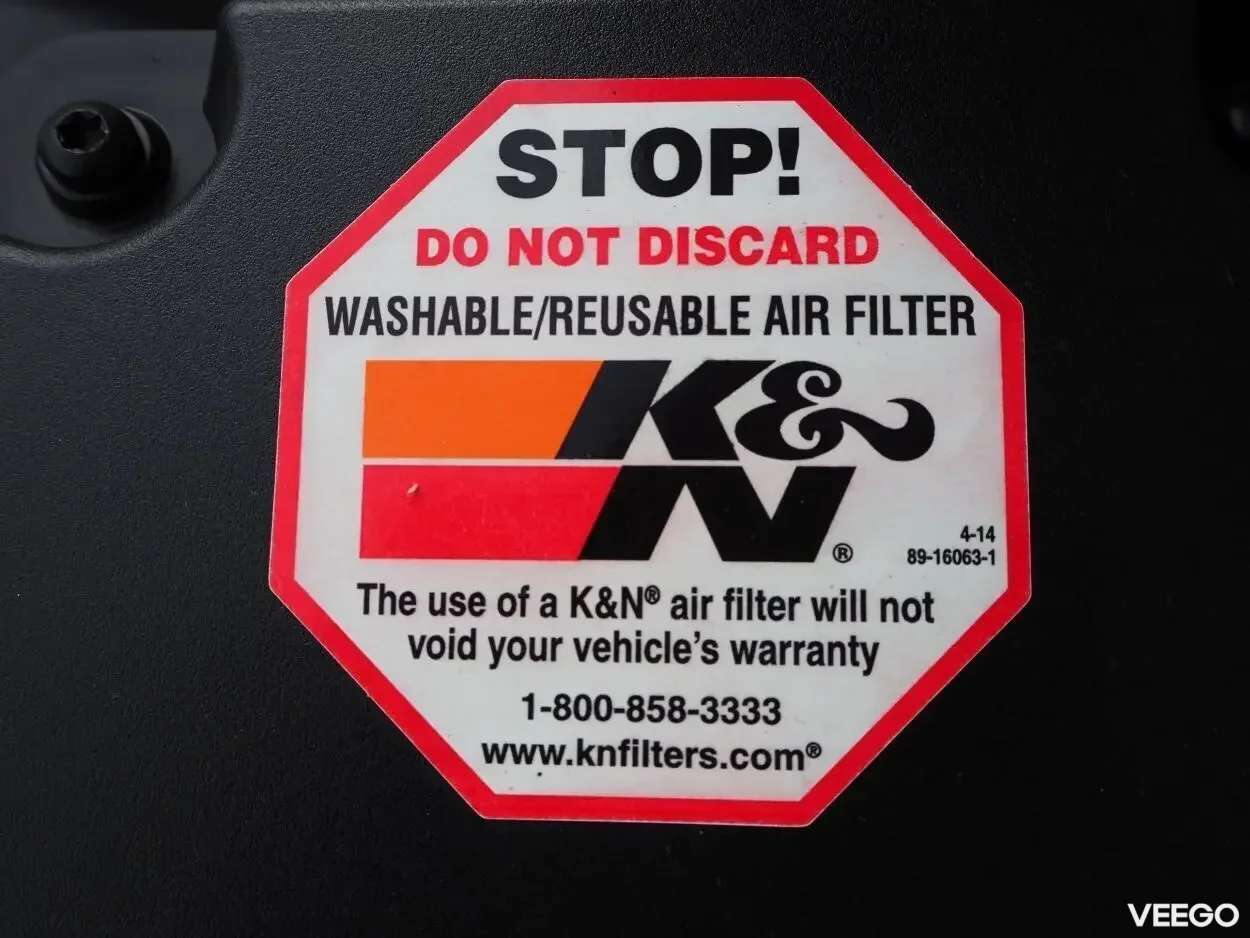 STOP!
DO NOT DISCARD
WASHABLE/REUSABLE AIR FILTER
K&
N®
4-14
89-16063-1
The use of a K&N® air filter will not
void your vehicle's warranty
1-800-858-3333
www.knfilters.com®
VEEGO